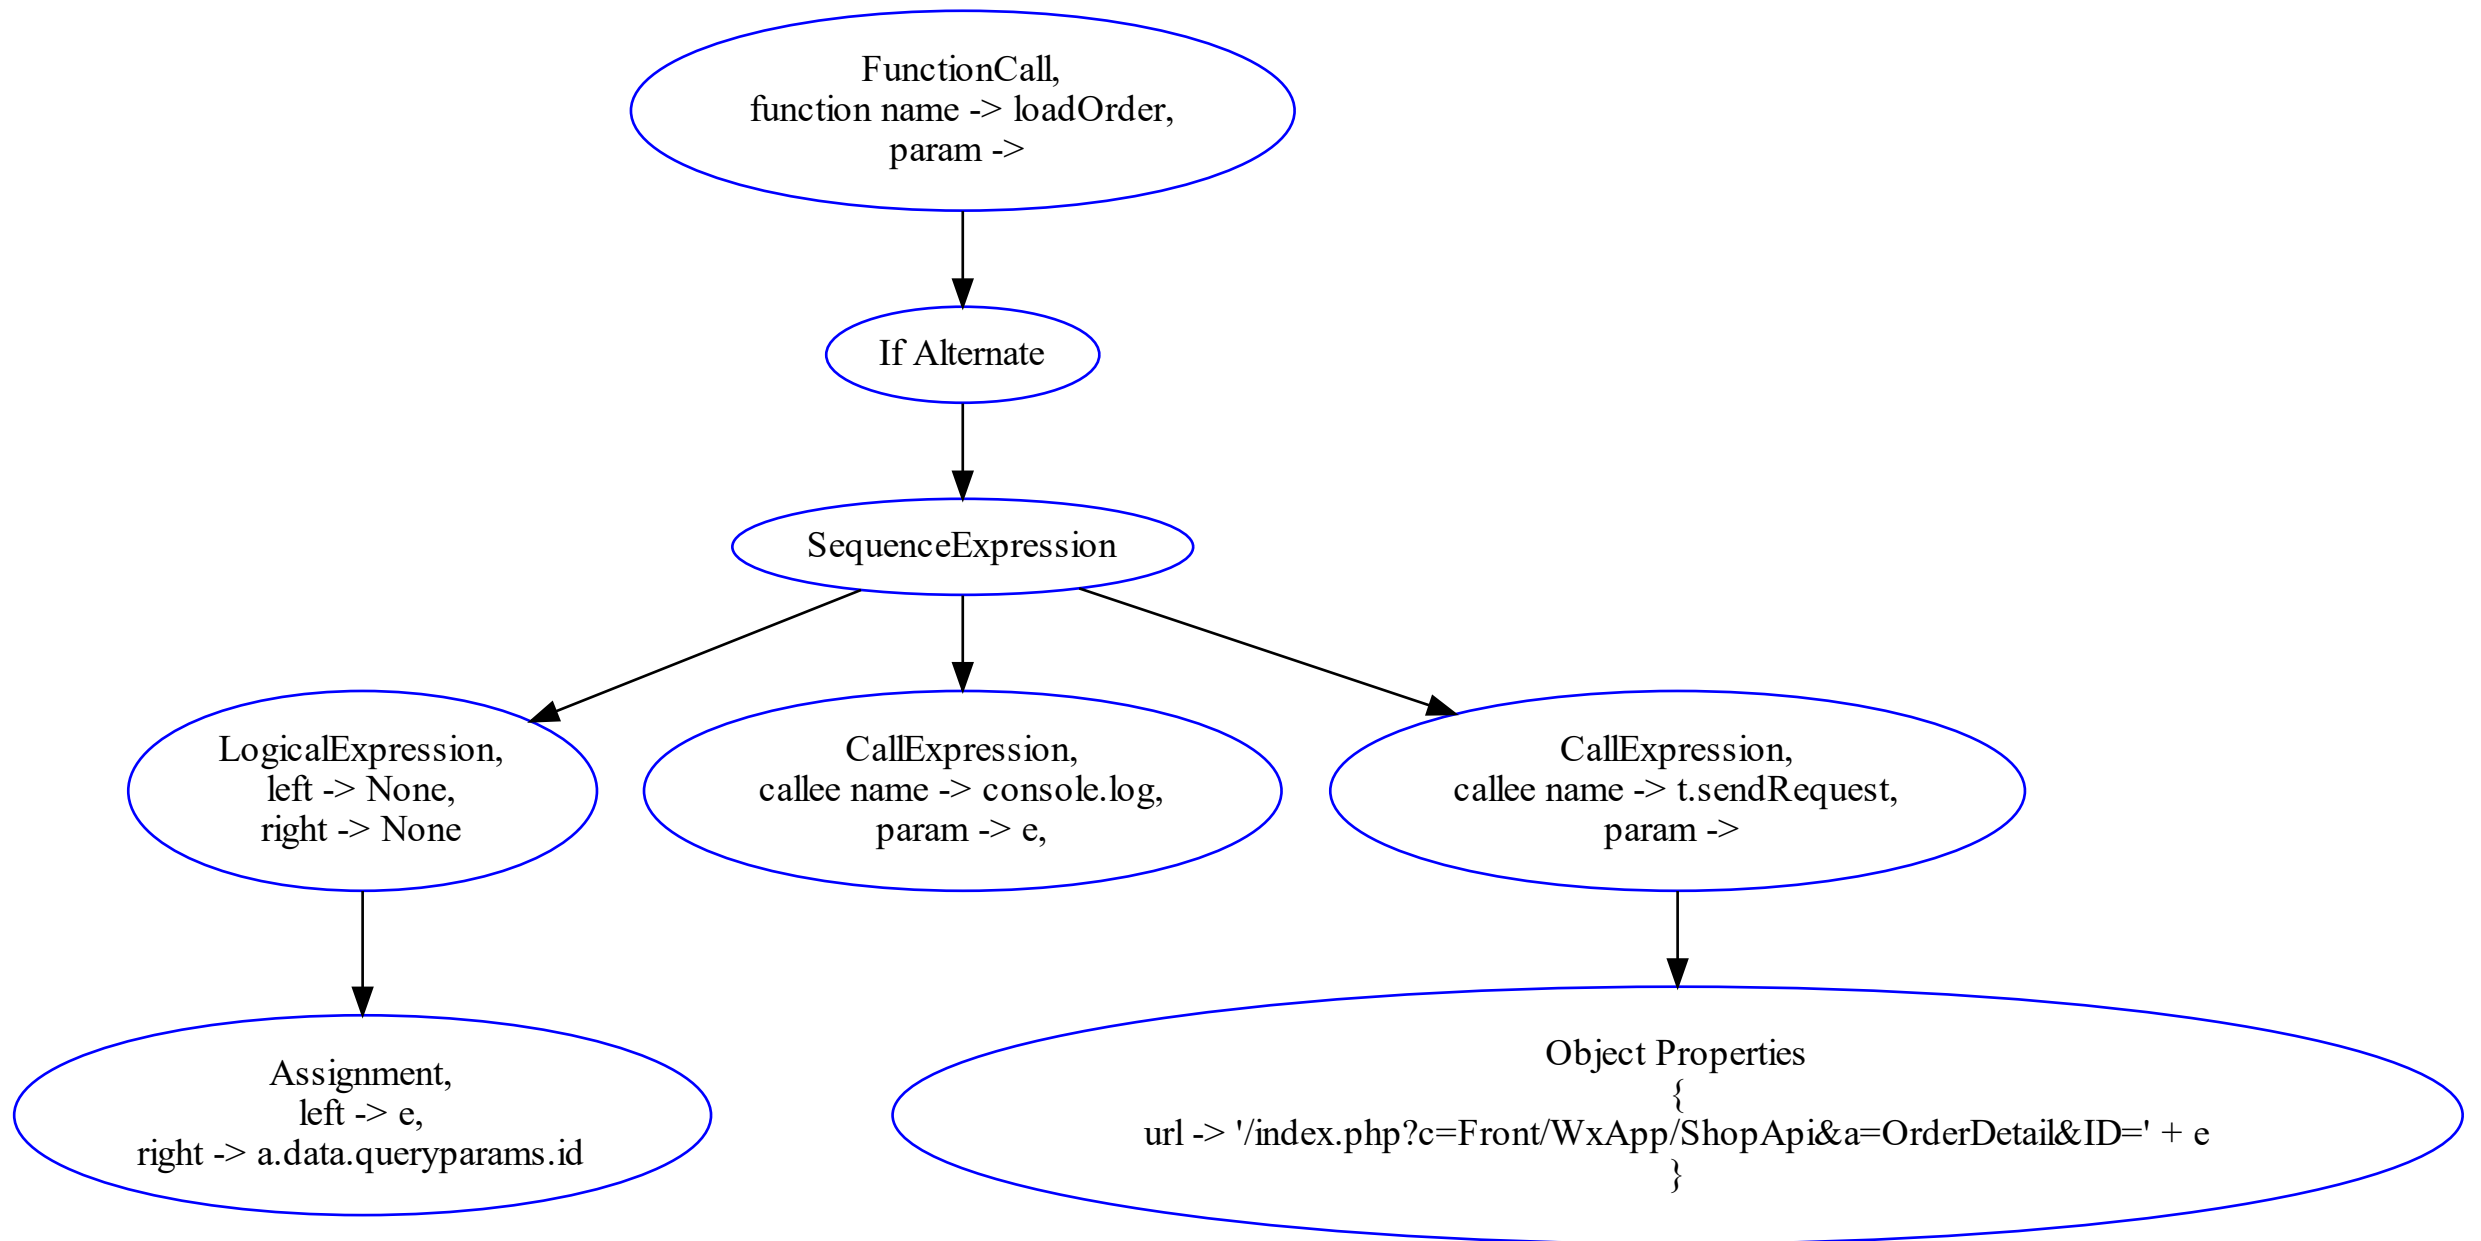 FunctionCall,
function name -> loadOrder,
param ->
If Alternate
SequenceExpression
LogicalExpression,
left -> None,
right -> None
CallExpression,
callee name -> console.log,
param -> e,
CallExpression,
callee name -> t.sendRequest,
param ->
Assignment,
left -> e,
right -> a.data.queryparams.id
Object Properties
{
url -> '/index.php?c=Front/WxApp/ShopApi&a=OrderDetail&ID=' + e
}